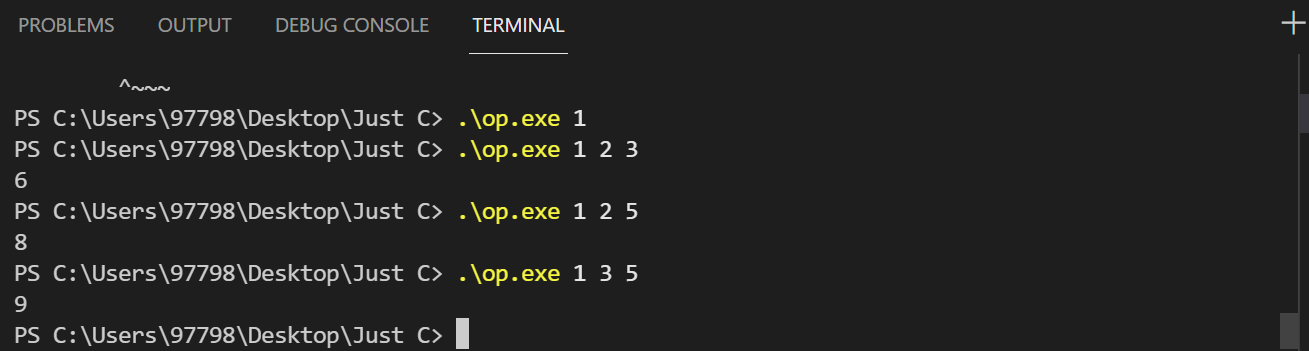 PROBLEMS OUTPUT DEBUG CONSOLE TERMINAL
^~~~
PS C:\Users\97798\Desktop\Just C> .\op.exe 1
PS C:\Users\97798\Desktop\Just C> .\op.exe 1 2 3
6
PS C:\Users\97798\Desktop\Just C> .\op.exe 1 2 5
8
PS C:\Users\97798\Desktop\Just C> .\op.exe 1 3 5
9
PS C:\Users\97798\Desktop\Just C>